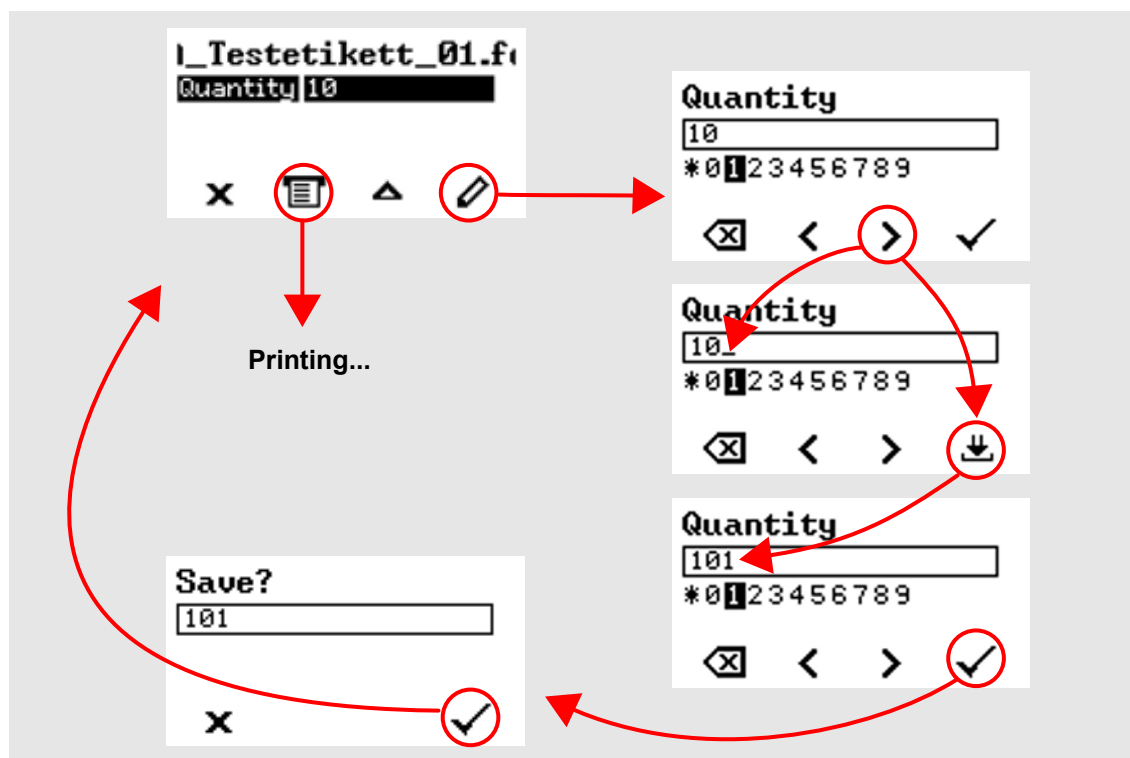 _Testetikett_01.f
Quantity 10
Printing...
Quantity
10
*0123456789
Quantity
10_
*0123456789
Quantity
101
*0123456789
Save?
101